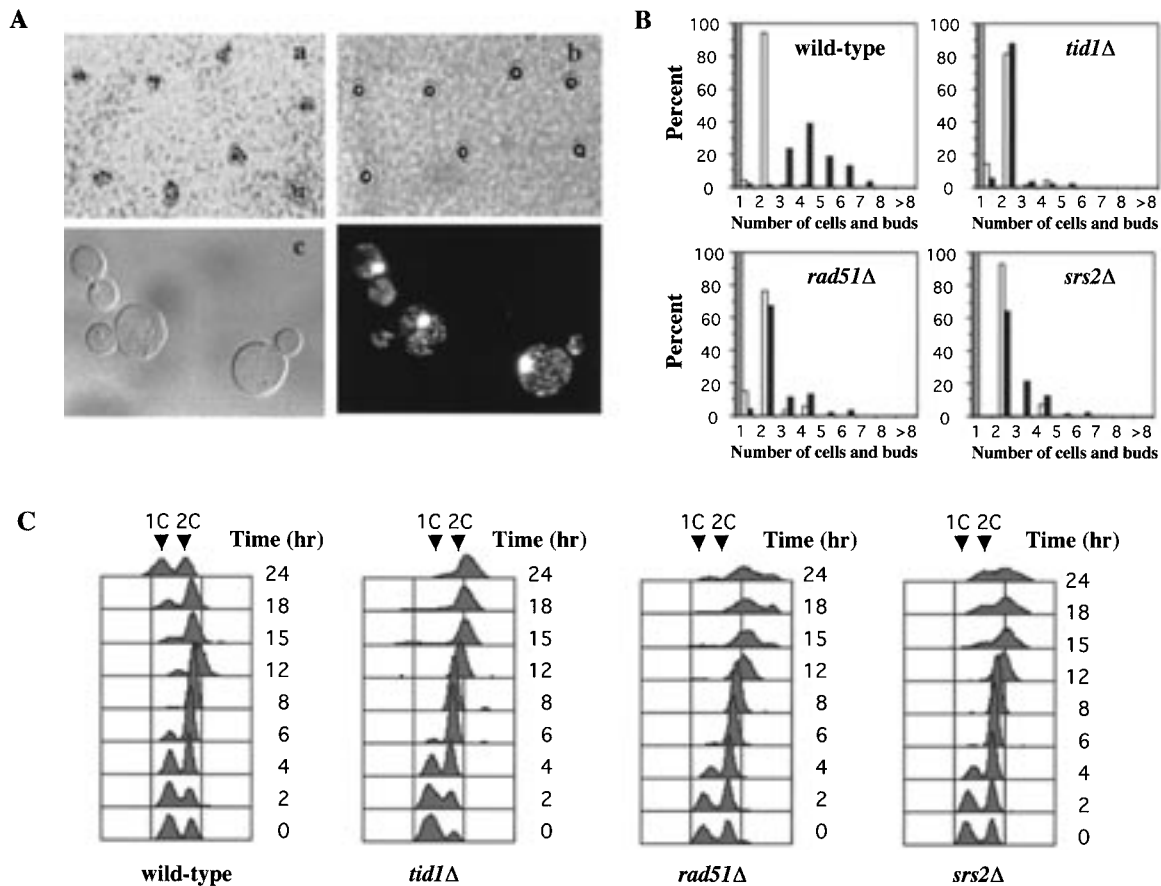 A
a
b
c
B
wild-type
tid1Δ
rad51Δ
srs2Δ
Percent
100
80
60
40
20
0
1 2 3 4 5 6 7 8 >8
Number of cells and buds
100
80
60
40
20
0
1 2 3 4 5 6 7 8 >8
Number of cells and buds
Percent
100
80
60
40
20
0
1 2 3 4 5 6 7 8 >8
Number of cells and buds
100
80
60
40
20
0
1 2 3 4 5 6 7 8 >8
Number of cells and buds
C
1C 2C Time (hr)
24
18
15
12
8
6
4
2
0
wild-type
1C 2C Time (hr)
24
18
15
12
8
6
4
2
0
tid1Δ
1C 2C Time (hr)
24
18
15
12
8
6
4
2
0
rad51Δ
1C 2C Time (hr)
24
18
15
12
8
6
4
2
0
srs2Δ